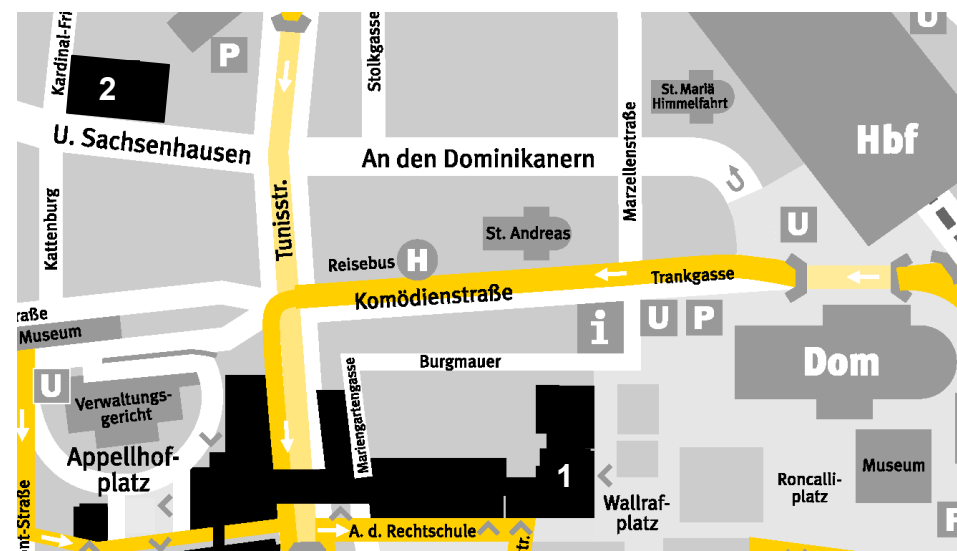 Kardinal-Fri
P
Stolkgasse
U
2
St. Mariä
Himmelfahrt
Hbf
U. Sachsenhausen
An den Dominikanern
Marzellenstraße
Tunisstr.
Kattenburg
St. Andreas
U
Reisebus H
Trankgasse
Komödienstraße
raße
Museum
i
U
P
Burgmauer
Dom
U
Verwaltungs-
gericht
Mariengartengasse
Appellhof-
platz
1
Museum
Roncalli-
platz
Wallraf-
platz
nt-Straße
A. d. Rechtschule
tr.
P